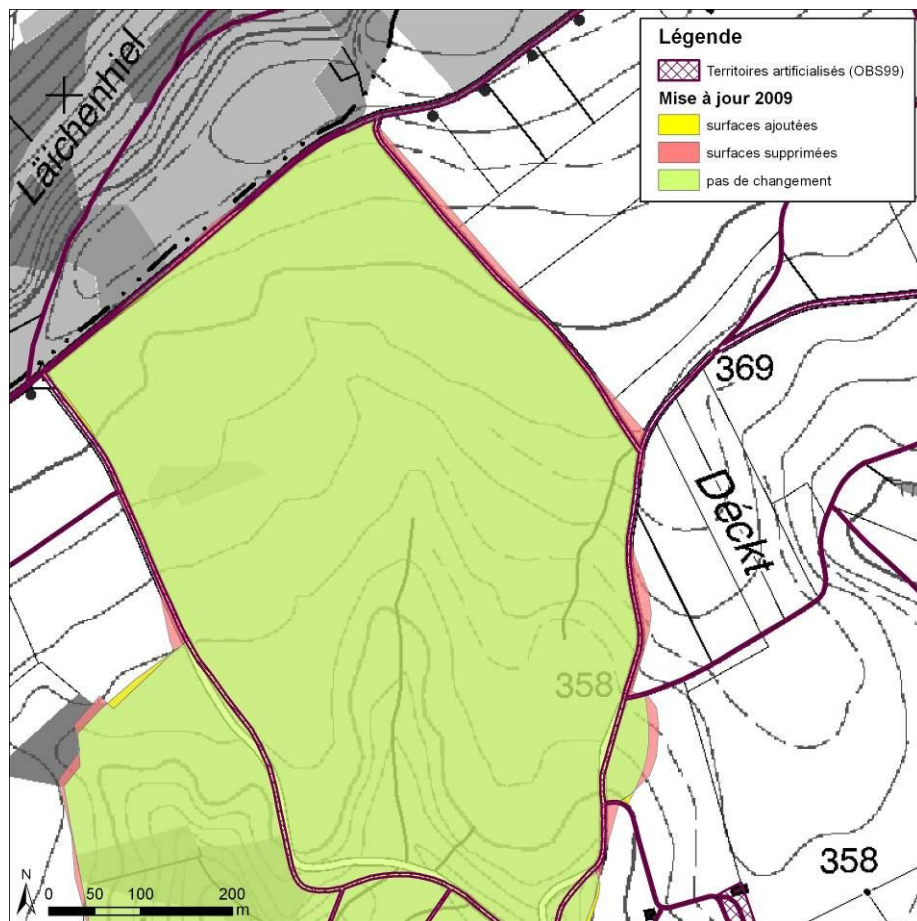 Légende
Territoires artificialisés (OBS99)
Mise à jour 2009
surfaces ajoutées
surfaces supprimées
pas de changement
Läichenhiel
369
Déckt
358
358
N
0 50 100 200
m